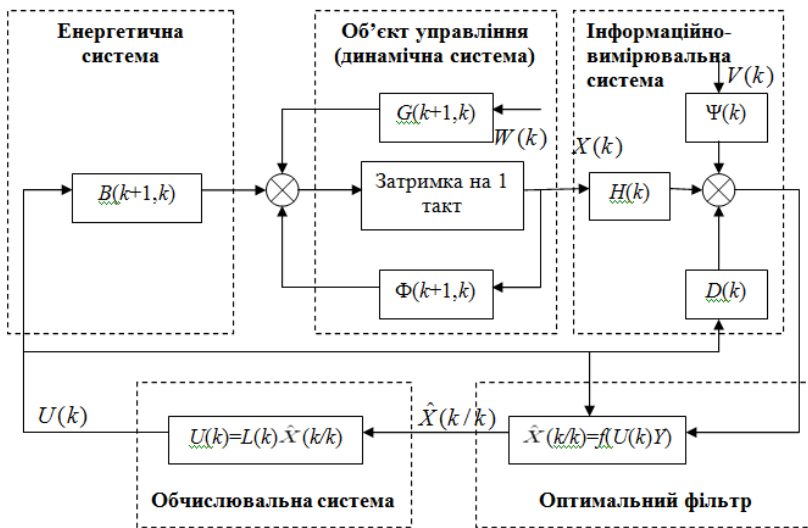 Енергетична
система
Об’єкт управління
(динамічна система)
Інформаційно-
вимірювальна
система
V(k)
G(k+1,k)
Ψ(k)
W(k)
X(k)
B(k+1,k)
Затримка на 1
такт
H(k)
Φ(k+1,k)
D(k)
U(k)
U(k)=L(k) X̂(k/k)
X̂(k/k)
X̂(k/k)=f(U(k)Y)
Обчислювальна система
Оптимальний фільтр